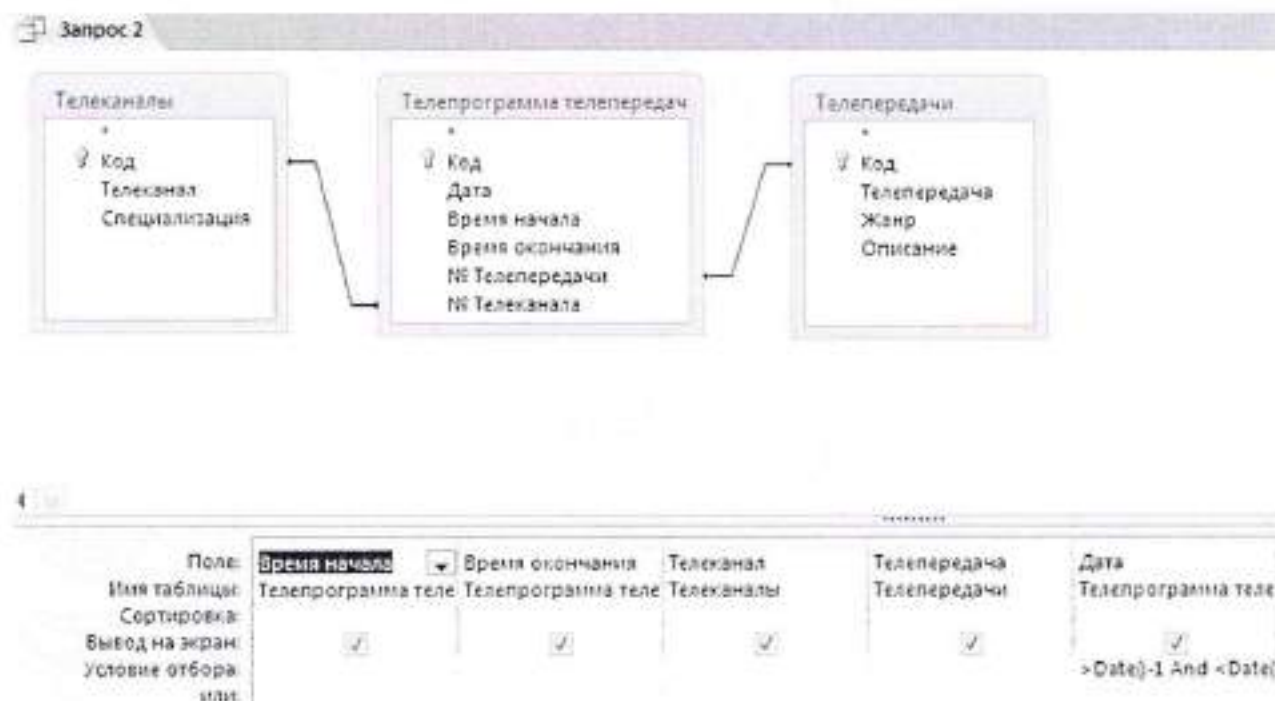 Запрос 2
Телеканалы
*
Код
Телеканал
Специализация
Телепрограмма телепередач
*
Код
Дата
Время начала
Время окончания
№ Телепередачи
№ Телеканала
Телепередачи
*
Код
Телепередача
Жанр
Описание
Поле: Время начала Время окончания Телеканал Телепередача Дата
Имя таблицы: Телепрограмма теле Телепрограмма теле Телеканалы Телепередачи Телепрограмма теле
Сортировка:
Вывод на экран:
Условие отбора: >Date()-1 And <Date()
или: